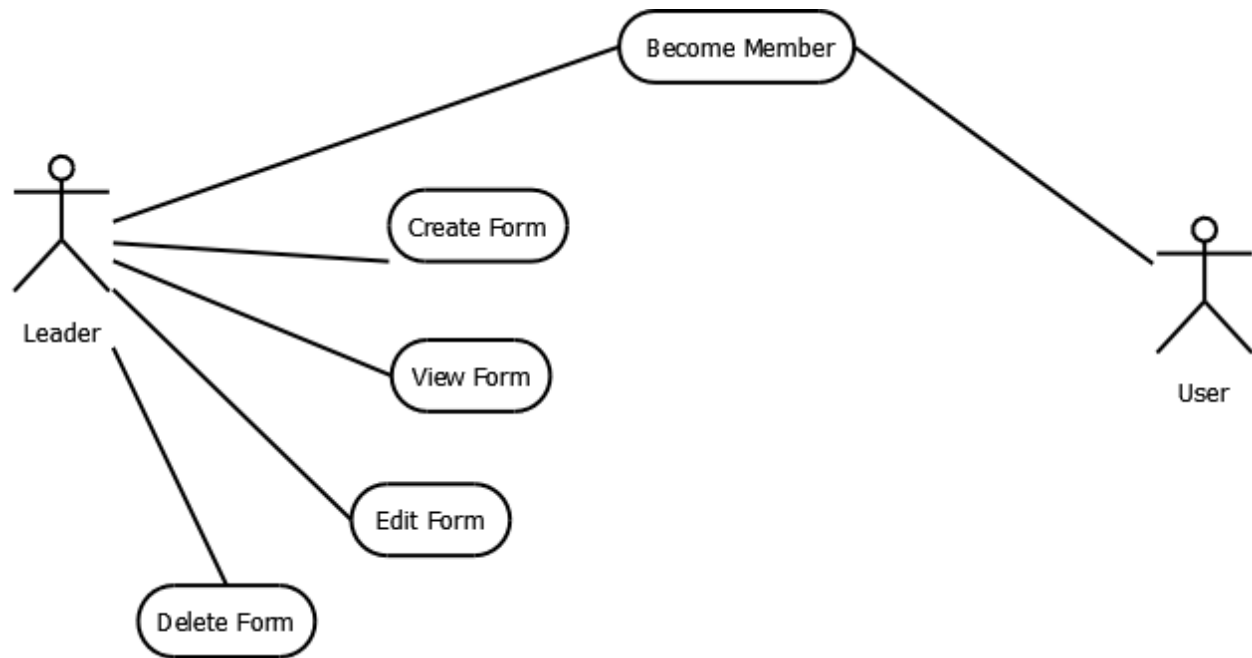 Become Member
Create Form
Leader
View Form
User
Edit Form
Delete Form